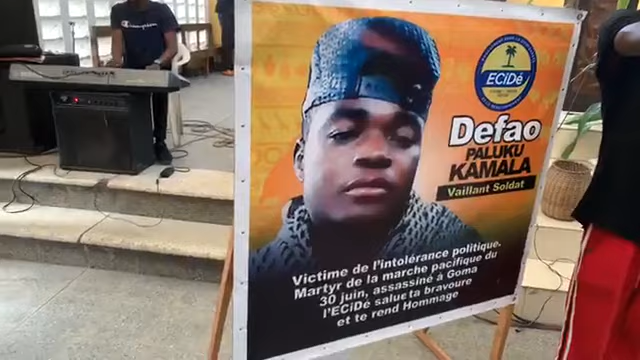 Champion
ECiDé
Defao
PALUKU
KAMALA
Vaillant Soldat
Victime de l'intolérance politique.
Martyr de la marche pacifique du
30 juin, assassiné à Goma
l'ECiDé salue ta bravoure
et te rend Hommage